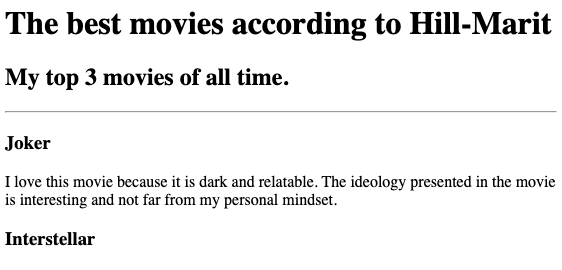 The best movies according to Hill-Marit
My top 3 movies of all time.
Joker
I love this movie because it is dark and relatable. The ideology presented in the movie
is interesting and not far from my personal mindset.
Interstellar